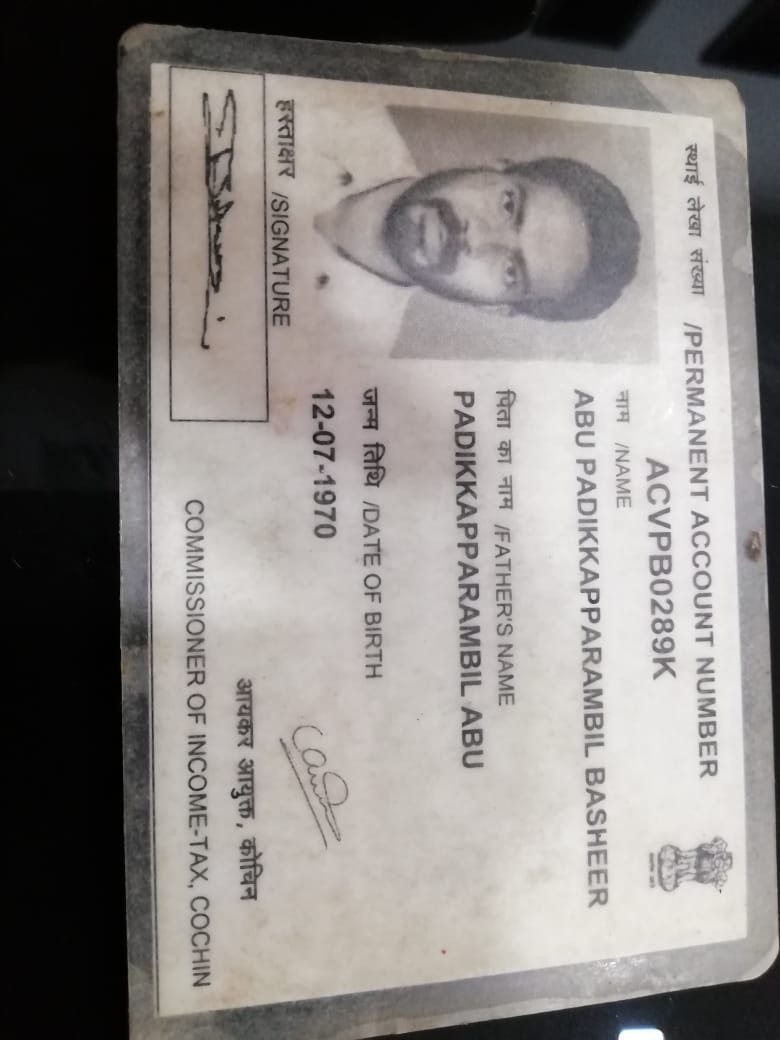 स्थाई लेखा संख्या /PERMANENT ACCOUNT NUMBER
ACVPB0289K
नाम /NAME
ABU PADIKKAPPARAMBIL BASHEER
पिता का नाम /FATHER'S NAME
PADIKKAPPARAMBIL ABU
जन्म तिथि /DATE OF BIRTH
12-07-1970
हस्ताक्षर /SIGNATURE
आयकर आयुक्त, कोचिन
COMMISSIONER OF INCOME-TAX, COCHIN